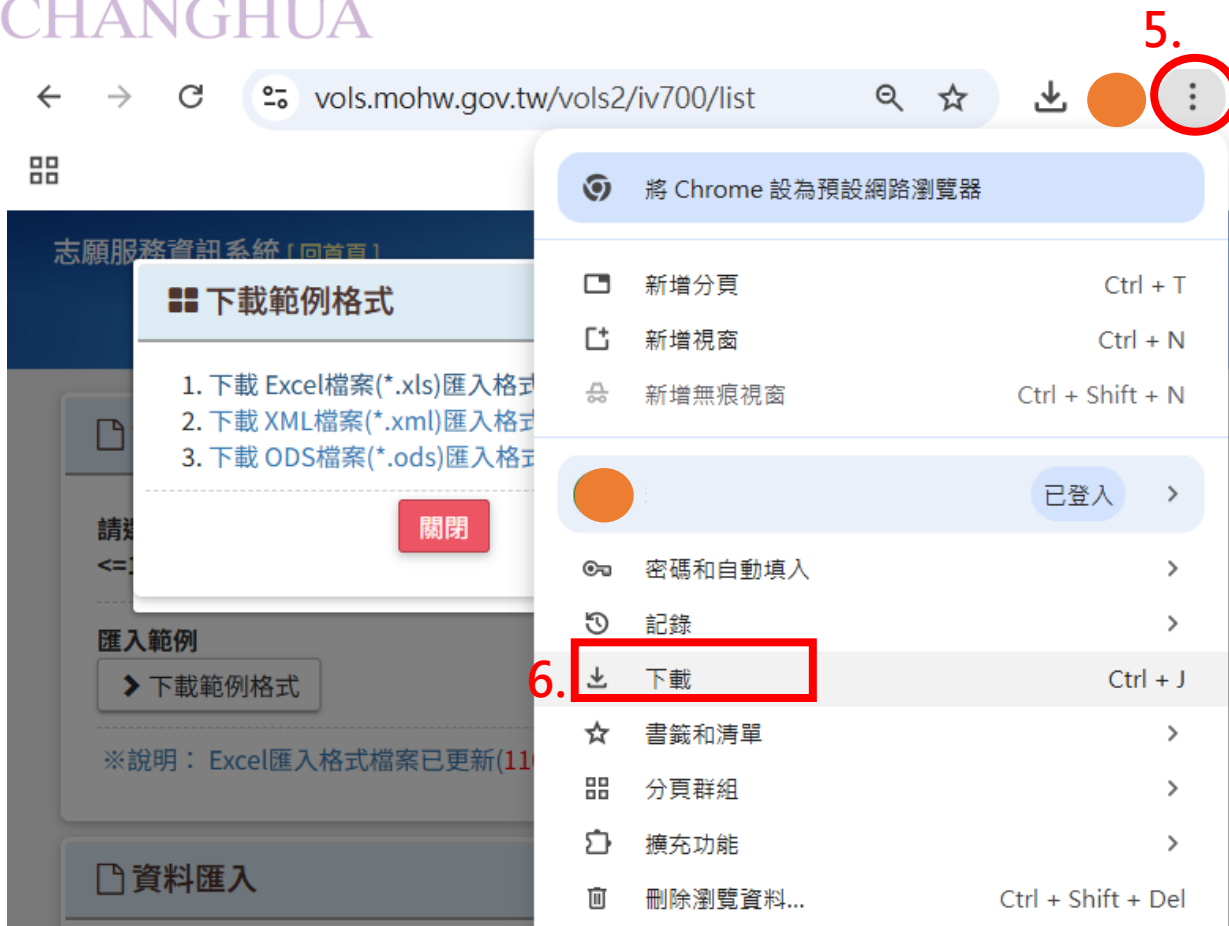 CHANGHUA
5.
vols.mohw.gov.tw/vols2/iv700/list
將 Chrome 設為預設網路瀏覽器
志願服務資訊系統 [回首頁]
新增分頁 Ctrl + T
下載範例格式
新增視窗 Ctrl + N
新增無痕視窗 Ctrl + Shift + N
1. 下載 Excel檔案(*.xls)匯入格式
2. 下載 XML檔案(*.xml)匯入格式
3. 下載 ODS檔案(*.ods)匯入格式
已登入
關閉
請選
<=1
密碼和自動填入
記錄
匯入範例
6.
下載 Ctrl + J
下載範例格式
書籤和清單
※說明： Excel匯入格式檔案已更新(11
分頁群組
擴充功能
資料匯入
刪除瀏覽資料... Ctrl + Shift + Del